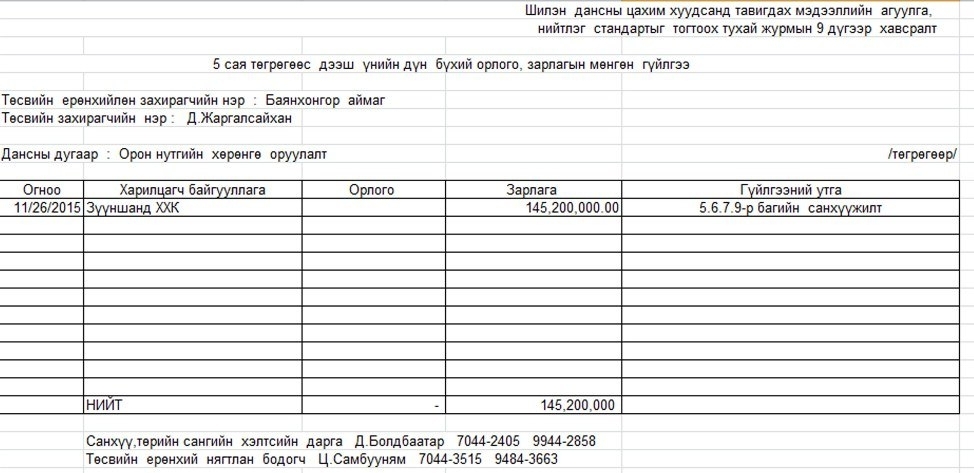 Шилэн дансны цахим хуудсанд тавигдах мэдээллийн агуулга,
нийтлэг стандартыг тогтоох тухай журмын 9 дүгээр хавсралт
5 сая төгрөгөөс дээш үнийн дүн бүхий орлого, зарлагын мөнгөн гүйлгээ
Төсвийн ерөнхийлөн захирагчийн нэр : Баянхонгор аймаг
Төсвийн захирагчийн нэр : Д.Жаргалсайхан
Дансны дугаар : Орон нутгийн хөрөнгө оруулалт /төгрөгөөр/
Огноо Харилцагч байгууллага Орлого Зарлага Гүйлгээний утга
11/26/2015 Зүүншанд ХХК 145,200,000.00 5.6.7.9-р багийн санхүүжилт
НИЙТ - 145,200,000
Санхүү,төрийн сангийн хэлтсийн дарга Д.Болдбаатар 7044-2405 9944-2858
Төсвийн ерөнхий нягтлан бодогч Ц.Самбууням 7044-3515 9484-3663